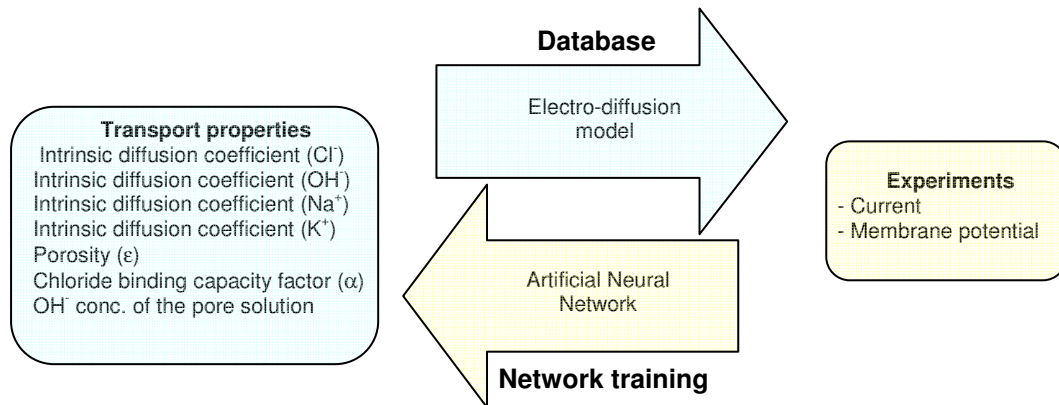 Database
Electro-diffusion
model
Transport properties
Intrinsic diffusion coefficient (Cl⁻)
Intrinsic diffusion coefficient (OH⁻)
Intrinsic diffusion coefficient (Na⁺)
Intrinsic diffusion coefficient (K⁺)
Porosity (ε)
Chloride binding capacity factor (α)
OH⁻ conc. of the pore solution
Experiments
- Current
- Membrane potential
Artificial Neural
Network
Network training